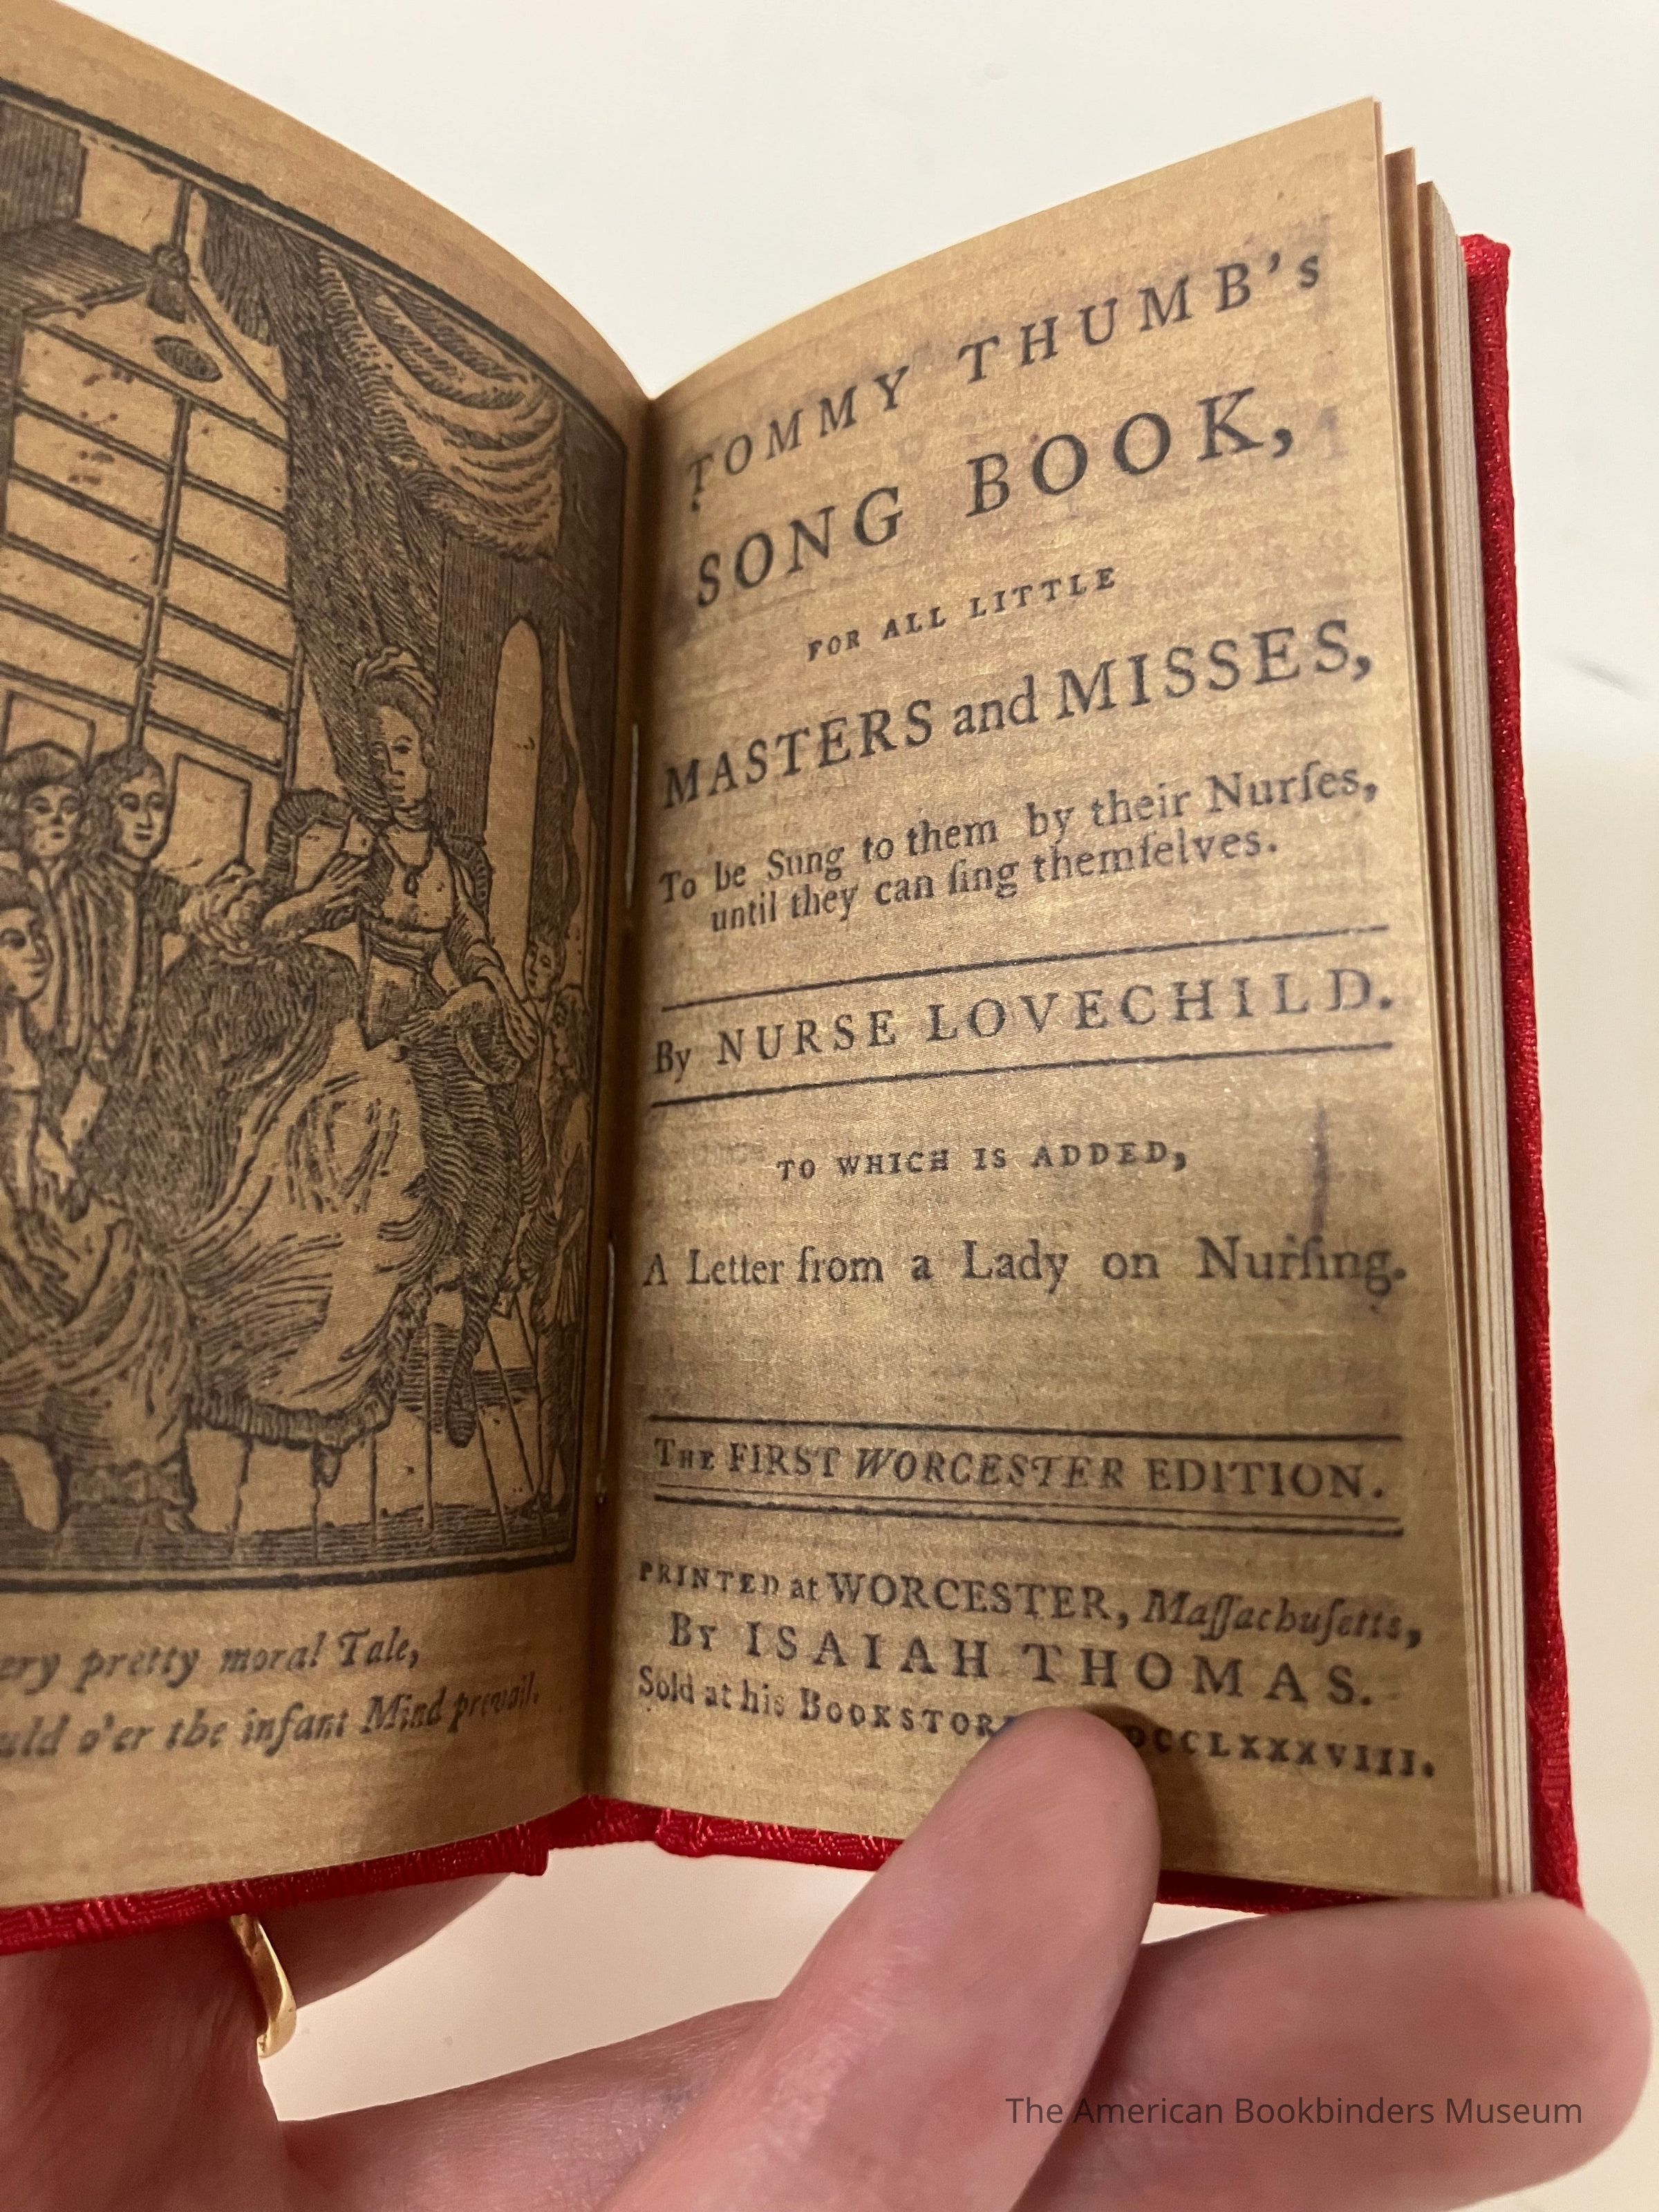 pretty moral Tale,
o'er the infant Mind prevail.
TOMMY THUMB's
SONG BOOK,
FOR ALL LITTLE
MASTERS and MISSES,
To be Sung to them by their Nurſes,
until they can ſing themſelves.
By NURSE LOVECHILD.
TO WHICH IS ADDED,
A Letter from a Lady on Nurſing.
THE FIRST WORCESTER EDITION.
PRINTED at WORCESTER, Maſſachuſetts,
By ISAIAH THOMAS.
Sold at his BOOKSTORE DCCLXXXVIII.
The American Bookbinders Museum